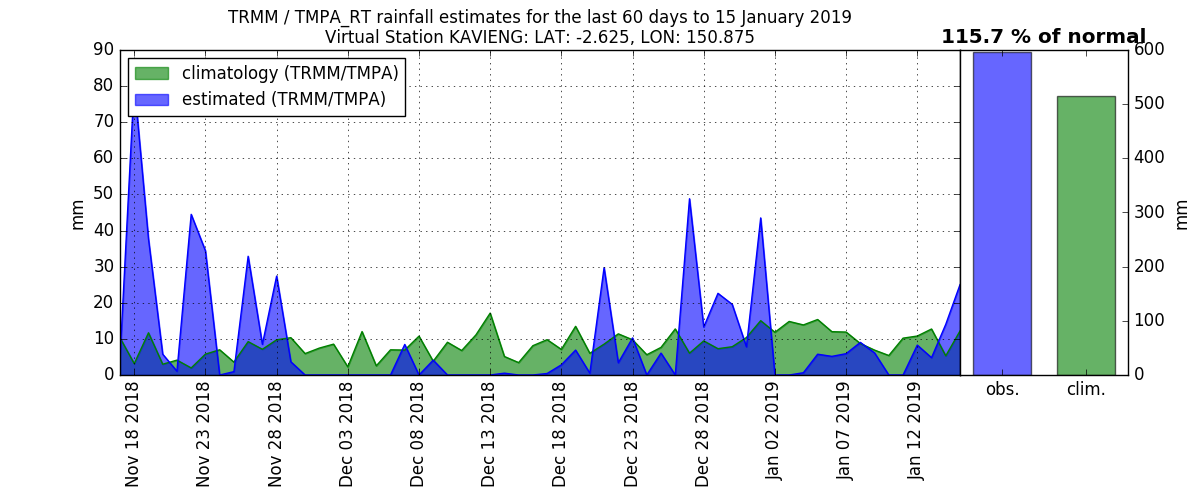 TRMM / TMPA_RT rainfall estimates for the last 60 days to 15 January 2019
Virtual Station KAVIENG: LAT: -2.625, LON: 150.875
115.7 % of normal
climatology (TRMM/TMPA)
estimated (TRMM/TMPA)
90
80
70
60
50
40
30
20
10
0
mm
Nov 18 2018
Nov 23 2018
Nov 28 2018
Dec 03 2018
Dec 08 2018
Dec 13 2018
Dec 18 2018
Dec 23 2018
Dec 28 2018
Jan 02 2019
Jan 07 2019
Jan 12 2019
obs.
clim.
600
500
400
300
200
100
0
mm